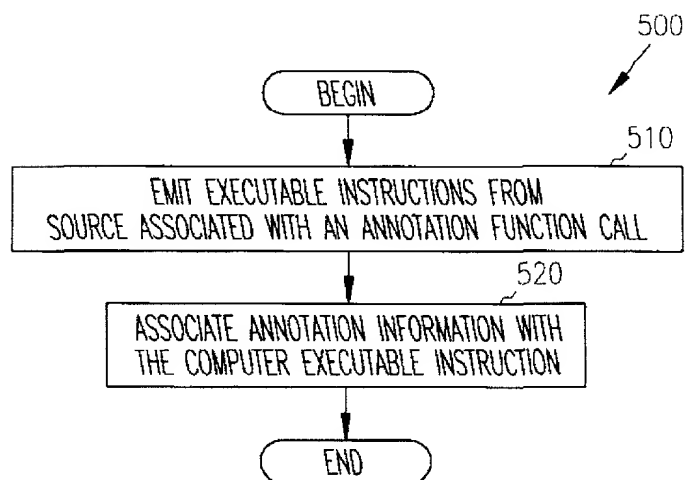 500
BEGIN
510
EMIT EXECUTABLE INSTRUCTIONS FROM
SOURCE ASSOCIATED WITH AN ANNOTATION FUNCTION CALL
520
ASSOCIATE ANNOTATION INFORMATION WITH
THE COMPUTER EXECUTABLE INSTRUCTION
END